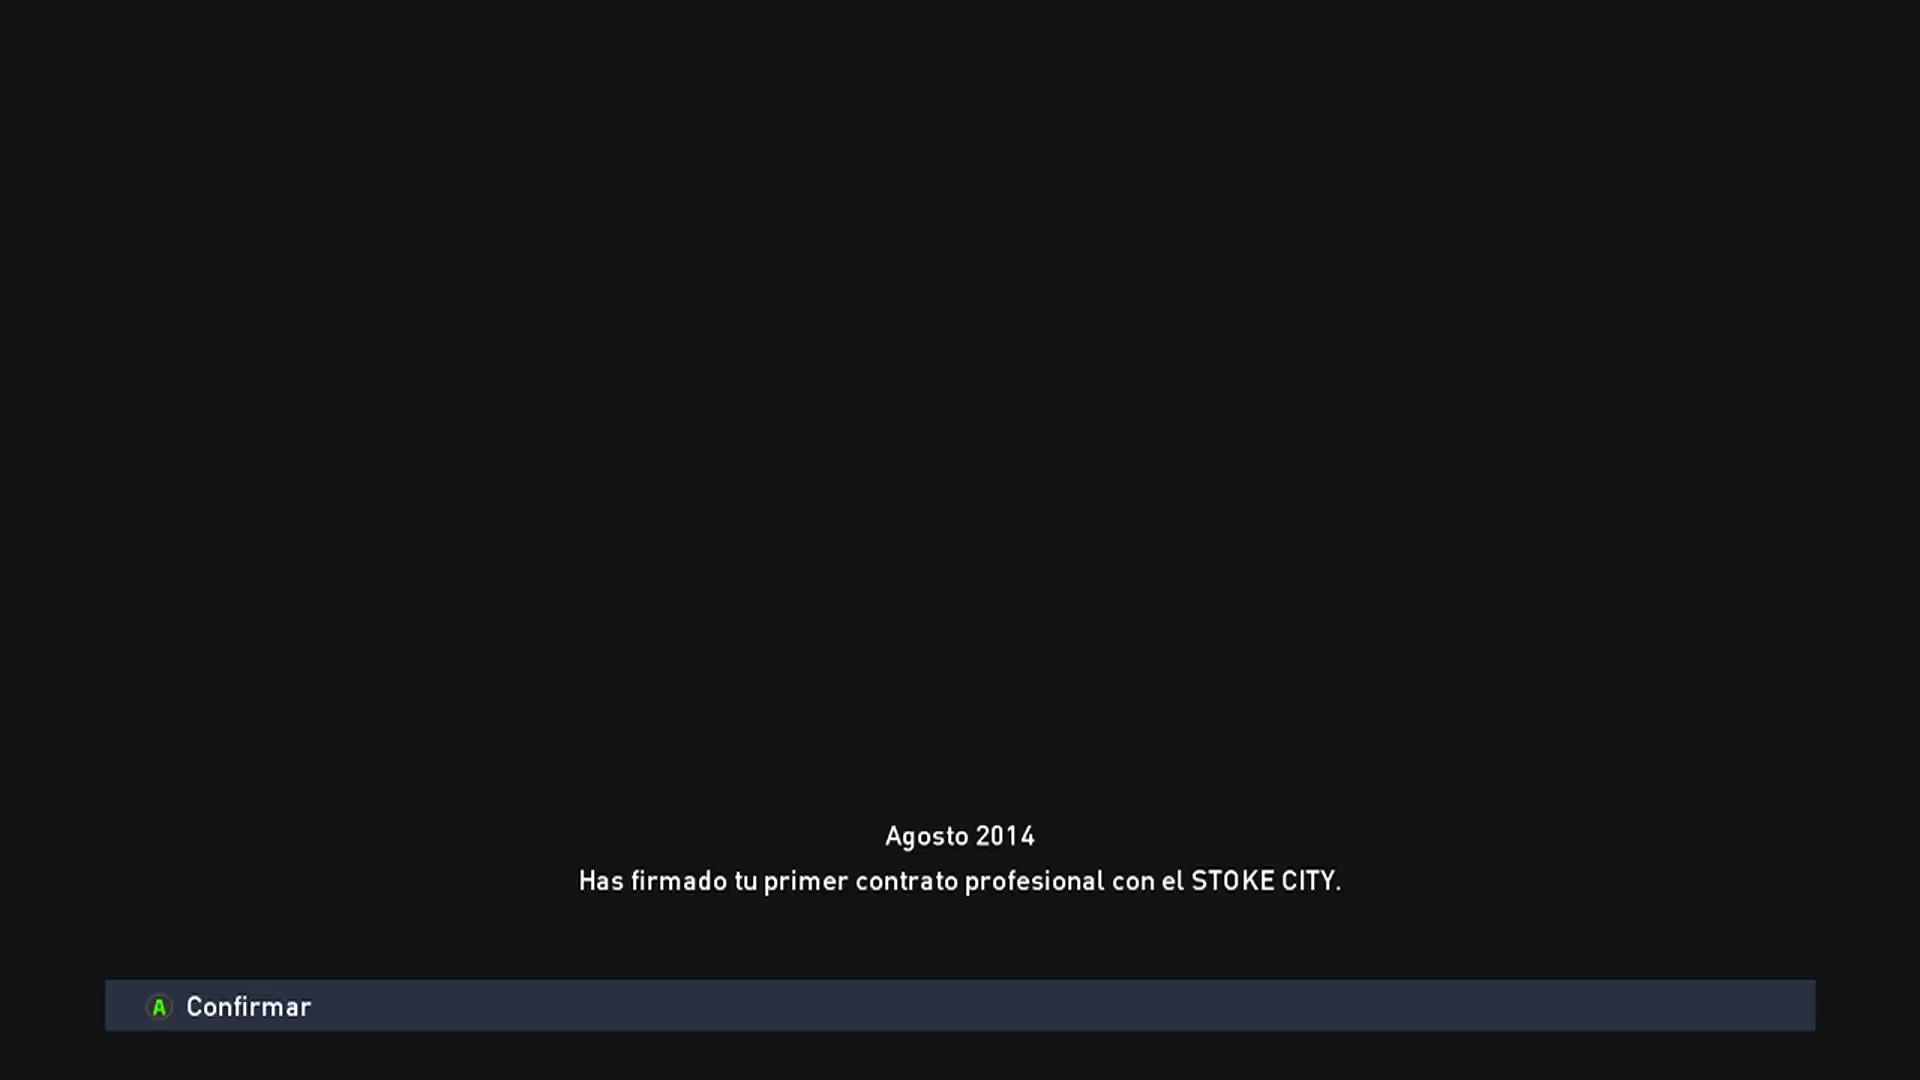 Agosto 2014
Has firmado tu primer contrato profesional con el STOKE CITY.
A Confirmar